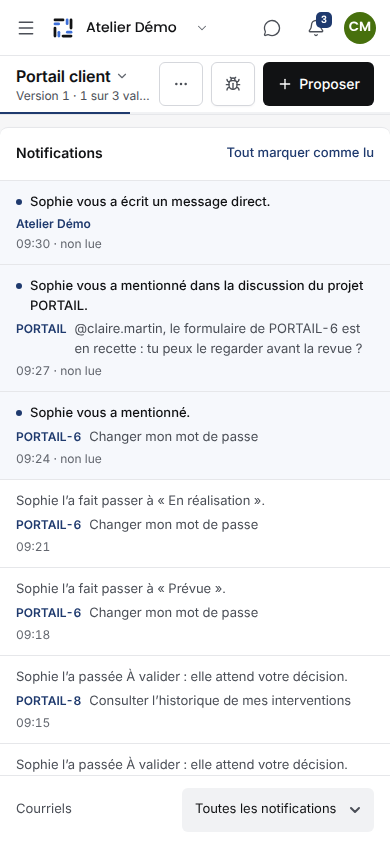 Atelier Démo
3
CM
Portail client
Version 1 · 1 sur 3 val...
Proposer
Notifications
Tout marquer comme lu
Sophie vous a écrit un message direct.
Atelier Démo
09:30 · non lue
Sophie vous a mentionné dans la discussion du projet
PORTAIL.
PORTAIL @claire.martin, le formulaire de PORTAIL-6 est
en recette : tu peux le regarder avant la revue ?
09:27 · non lue
Sophie vous a mentionné.
PORTAIL-6 Changer mon mot de passe
09:24 · non lue
Sophie l’a fait passer à « En réalisation ».
PORTAIL-6 Changer mon mot de passe
09:21
Sophie l’a fait passer à « Prévue ».
PORTAIL-6 Changer mon mot de passe
09:18
Sophie l’a passée À valider : elle attend votre décision.
PORTAIL-8 Consulter l’historique de mes interventions
09:15
Sophie l’a passée À valider : elle attend votre décision.
Courriels
Toutes les notifications